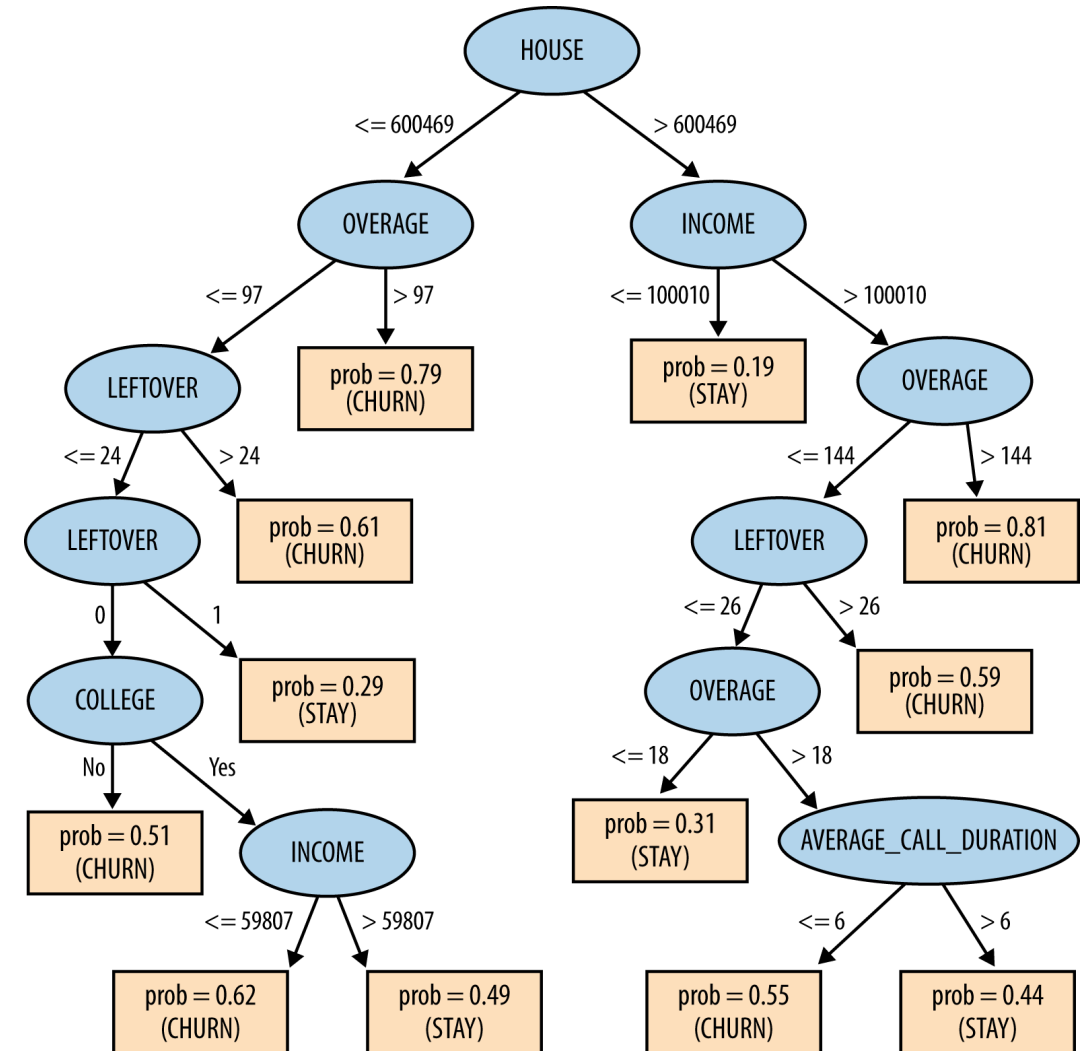 HOUSE
<= 600469
> 600469
OVERAGE
INCOME
<= 97
> 97
<= 100010
> 100010
LEFTOVER
prob = 0.79
(CHURN)
prob = 0.19
(STAY)
OVERAGE
<= 24
> 24
<= 144
> 144
LEFTOVER
prob = 0.61
(CHURN)
LEFTOVER
prob = 0.81
(CHURN)
0
1
<= 26
> 26
COLLEGE
prob = 0.29
(STAY)
OVERAGE
prob = 0.59
(CHURN)
No
Yes
<= 18
> 18
prob = 0.51
(CHURN)
INCOME
prob = 0.31
(STAY)
AVERAGE_CALL_DURATION
<= 59807
> 59807
<= 6
> 6
prob = 0.62
(CHURN)
prob = 0.49
(STAY)
prob = 0.55
(CHURN)
prob = 0.44
(STAY)